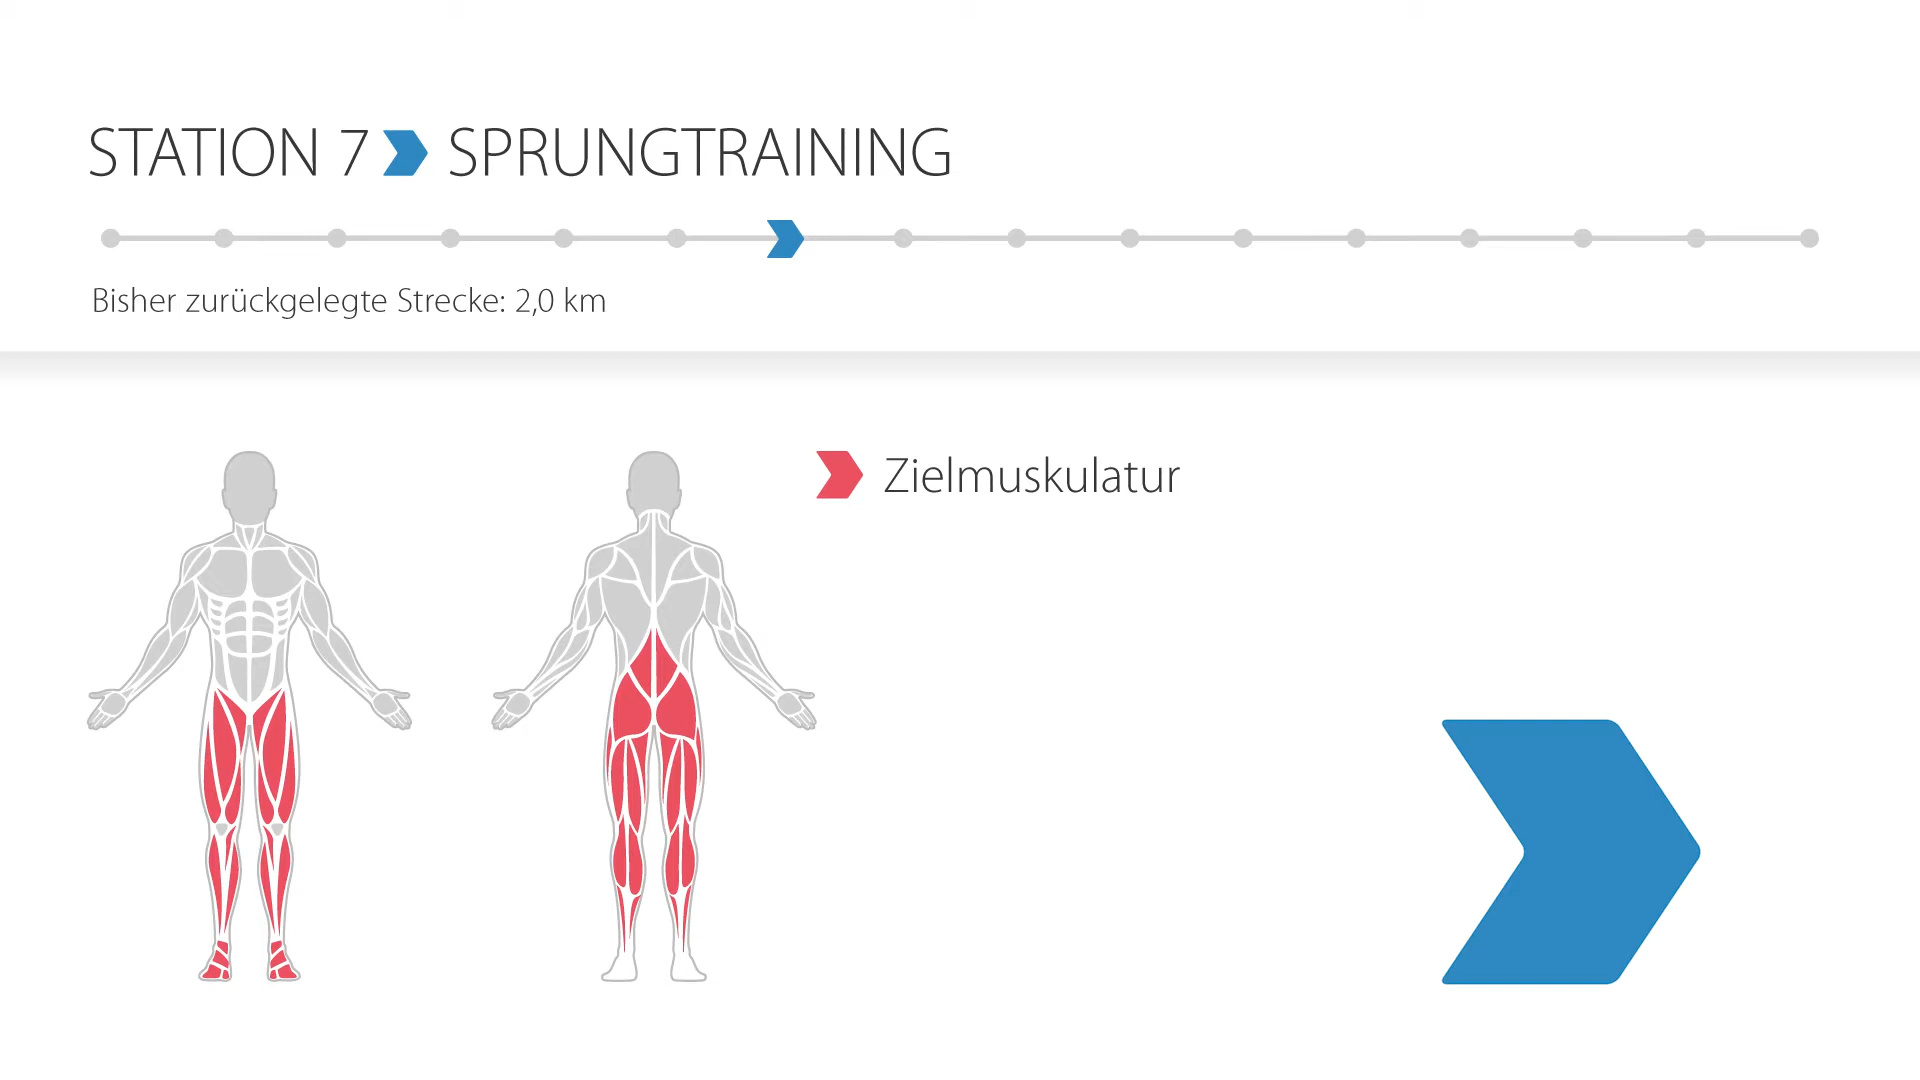 STATION 7 SPRUNGTRAINING
Bisher zurückgelegte Strecke: 2,0 km
Zielmuskulatur